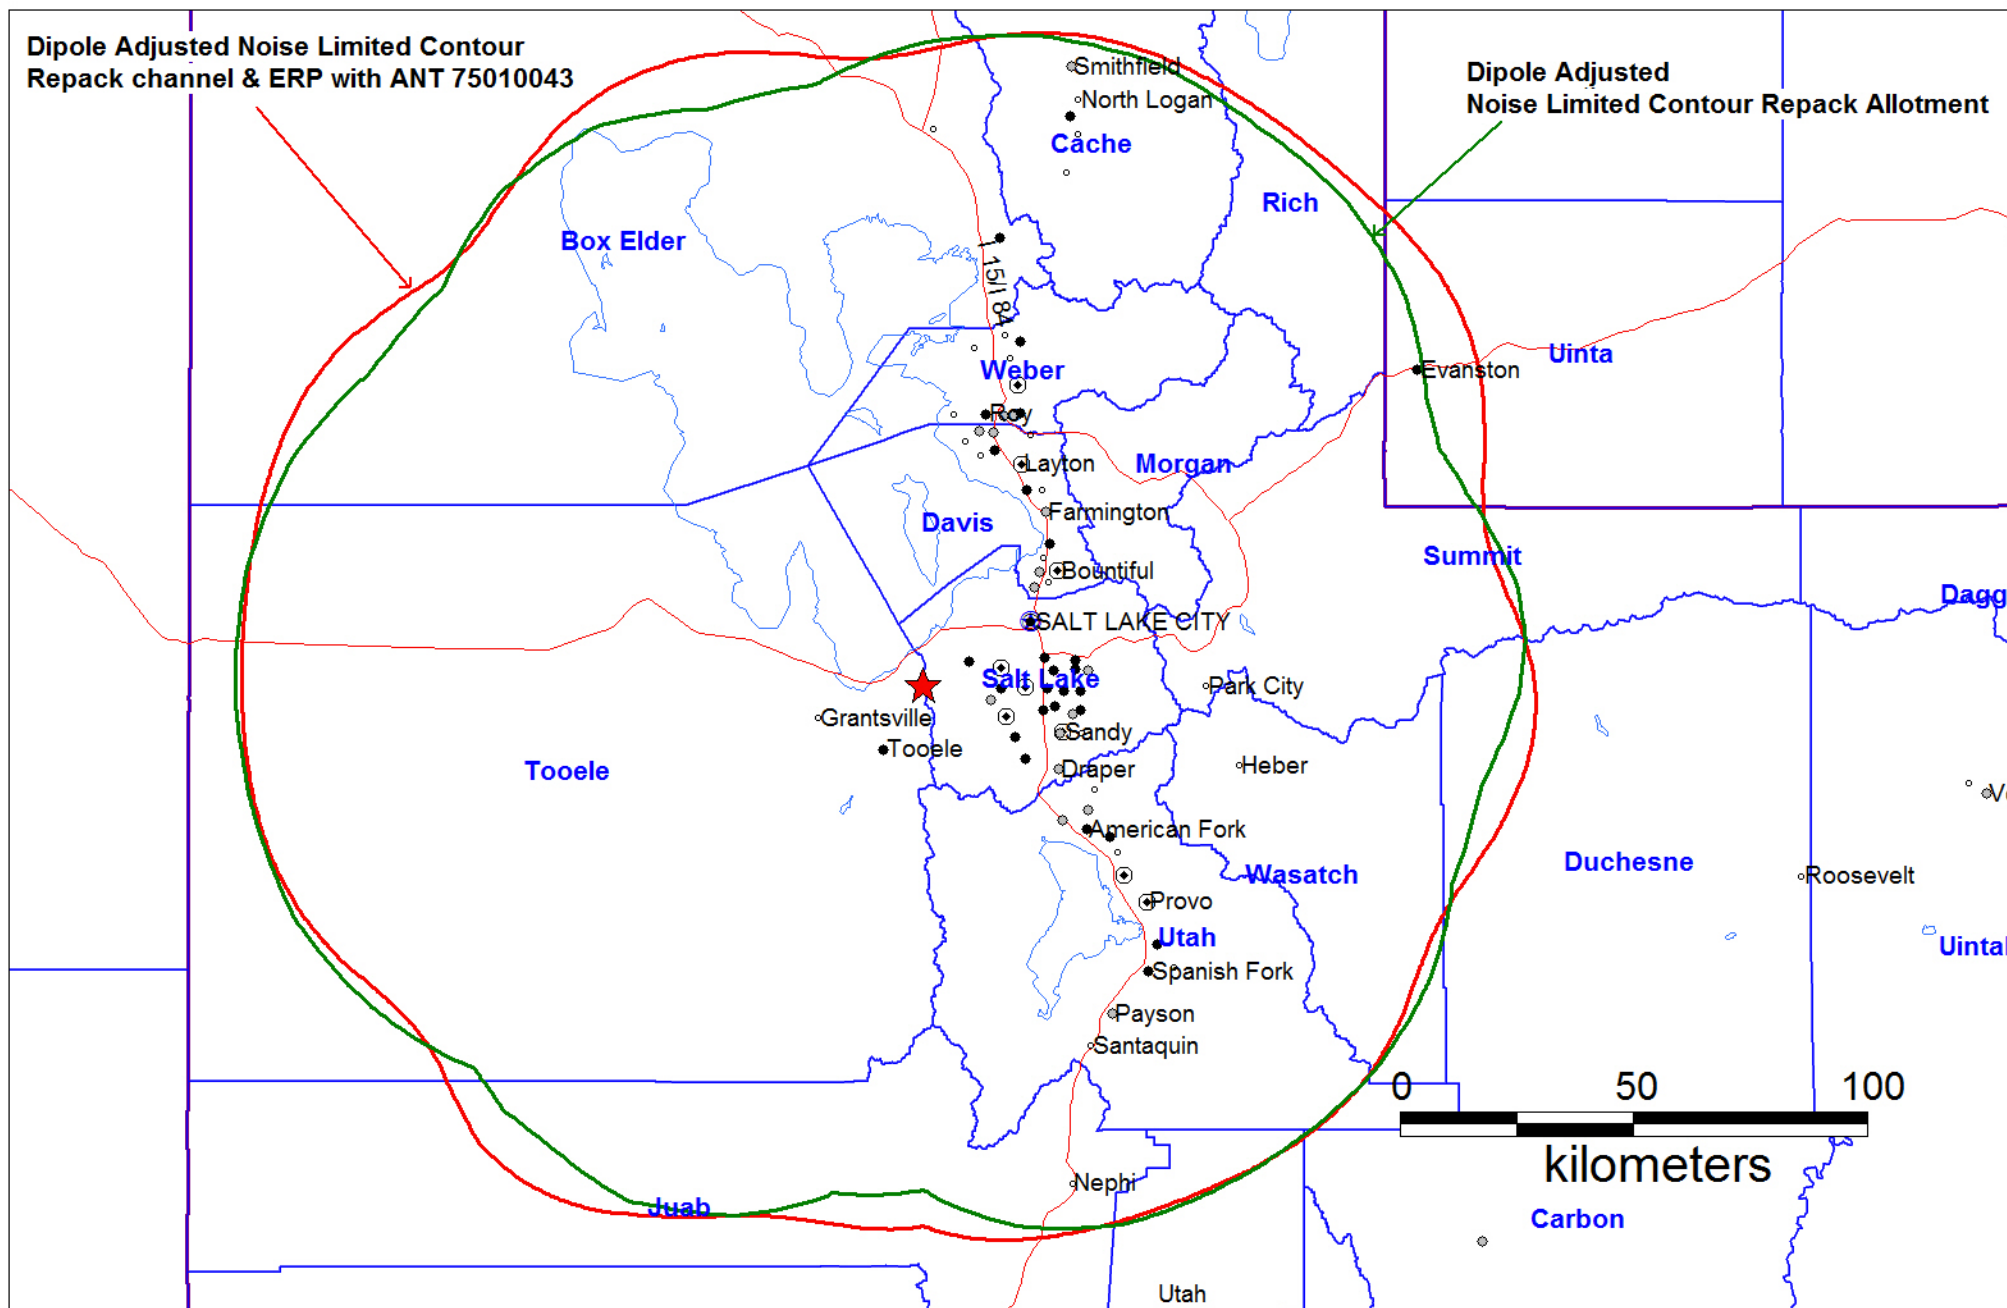 Dipole Adjusted Noise Limited Contour
Repack channel & ERP with ANT 75010043
Dipole Adjusted
Noise Limited Contour Repack Allotment
Smithfield
North Logan
Cache
Rich
Box Elder
I 15/I 84
Uinta
Evanston
Weber
Roy
Layton
Morgan
Farmington
Davis
Summit
Bountiful
Dagg
SALT LAKE CITY
Salt Lake
Park City
Grantsville
Sandy
Tooele
Heber
Draper
Tooele
American Fork
Duchesne
Wasatch
Roosevelt
Provo
Utah
Uintah
Spanish Fork
Payson
Santaquin
0 50 100
kilometers
Nephi
Juab
Carbon
Utah